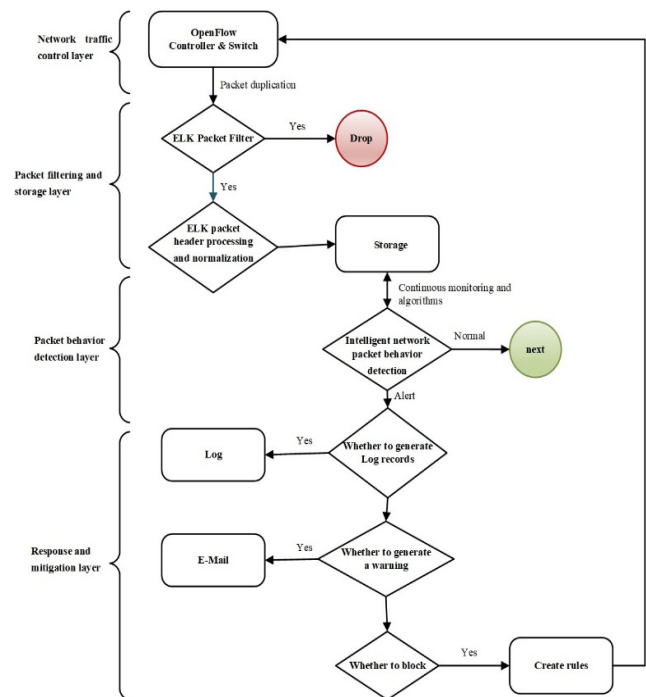 Network traffic
control layer
OpenFlow
Controller & Switch
Packet duplication
ELK Packet Filter
Yes
Drop
Packet filtering and
storage layer
Yes
ELK packet
header processing
and normalization
Storage
Continuous monitoring and
algorithms
Packet behavior
detection layer
Intelligent network
packet behavior
detection
Normal
next
Alert
Whether to generate
Log records
Yes
Log
Response and
mitigation layer
Whether to generate
a warning
Yes
E-Mail
Whether to block
Yes
Create rules